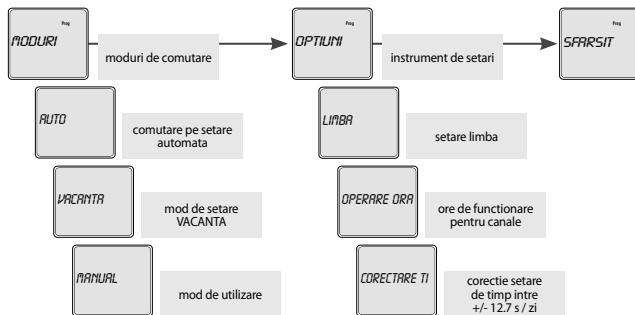 Prog
MODURI
moduri de comutare
Prog
OPTIUNI
instrument de setari
Prog
SFARSIT
AUTO
comutare pe setare
automata
LIMBA
setare limba
VACANTA
mod de setare
VACANTA
OPERARE ORA
ore de functionare
pentru canale
MANUAL
mod de utilizare
CORECTARE TI
corectie setare
de timp intre
+/- 12.7 s / zi